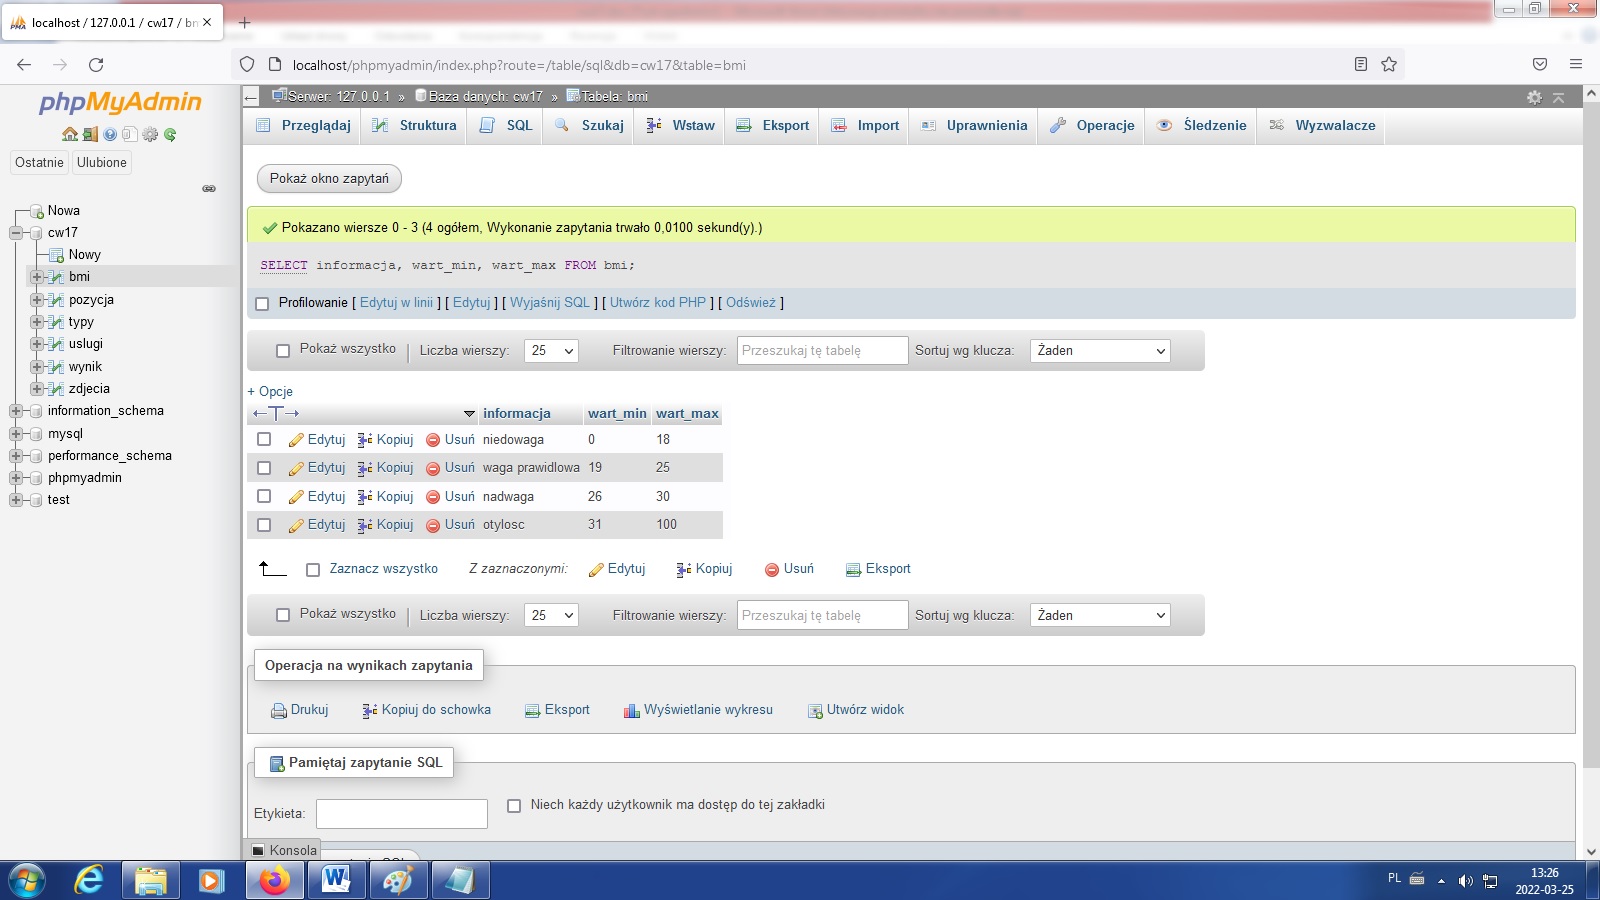 localhost / 127.0.0.1 / cw17 / bm
localhost/phpmyadmin/index.php?route=/table/sql&db=cw17&table=bmi
phpMyAdmin
Ostatnie Ulubione
Nowa
cw17
Nowy
bmi
pozycja
typy
uslugi
wynik
zdjecia
information_schema
mysql
performance_schema
phpmyadmin
test
Serwer: 127.0.0.1 » Baza danych: cw17 » Tabela: bmi
Przeglądaj Struktura SQL Szukaj Wstaw Eksport Import Uprawnienia Operacje Śledzenie Wyzwalacze
Pokaż okno zapytań
Pokazano wiersze 0 - 3 (4 ogółem, Wykonanie zapytania trwało 0,0100 sekund(y).)
SELECT informacja, wart_min, wart_max FROM bmi;
Profilowanie [ Edytuj w linii ] [ Edytuj ] [ Wyjaśnij SQL ] [ Utwórz kod PHP ] [ Odśwież ]
Pokaż wszystko | Liczba wierszy: 25 Filtrowanie wierszy: Przeszukaj tę tabelę Sortuj wg klucza: Żaden
+ Opcje
←T→ informacja wart_min wart_max
Edytuj Kopiuj Usuń niedowaga 0 18
Edytuj Kopiuj Usuń waga prawidlowa 19 25
Edytuj Kopiuj Usuń nadwaga 26 30
Edytuj Kopiuj Usuń otylosc 31 100
Zaznacz wszystko Z zaznaczonymi: Edytuj Kopiuj Usuń Eksport
Pokaż wszystko | Liczba wierszy: 25 Filtrowanie wierszy: Przeszukaj tę tabelę Sortuj wg klucza: Żaden
Operacja na wynikach zapytania
Drukuj Kopiuj do schowka Eksport Wyświetlanie wykresu Utwórz widok
Pamiętaj zapytanie SQL
Etykieta: Niech każdy użytkownik ma dostęp do tej zakładki
Konsola
PL 13:26
2022-03-25